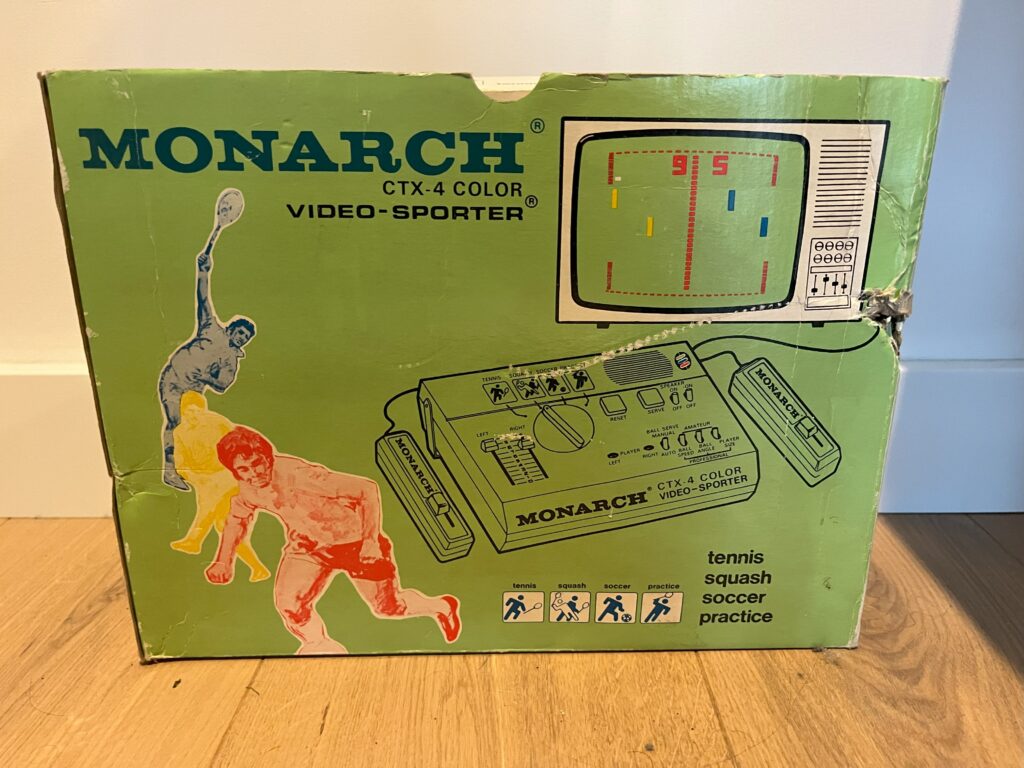 MONARCH®
CTX-4 COLOR
VIDEO-SPORTER®
9 5
TENNIS SQUASH SOCCER
SPEAKER
ON ON
OFF OFF
RESET
SERVE
LEFT RIGHT
BALL SERVE
MANUAL
AMATEUR
PLAYER
LEFT
RIGHT
AUTO
BALL SPEED
BALL ANGLE
PLAYER SIZE
PROFESSIONAL
MONARCH®
CTX-4 COLOR
VIDEO-SPORTER
MONARCH
MONARCH
tennis squash soccer practice
tennis
squash
soccer
practice